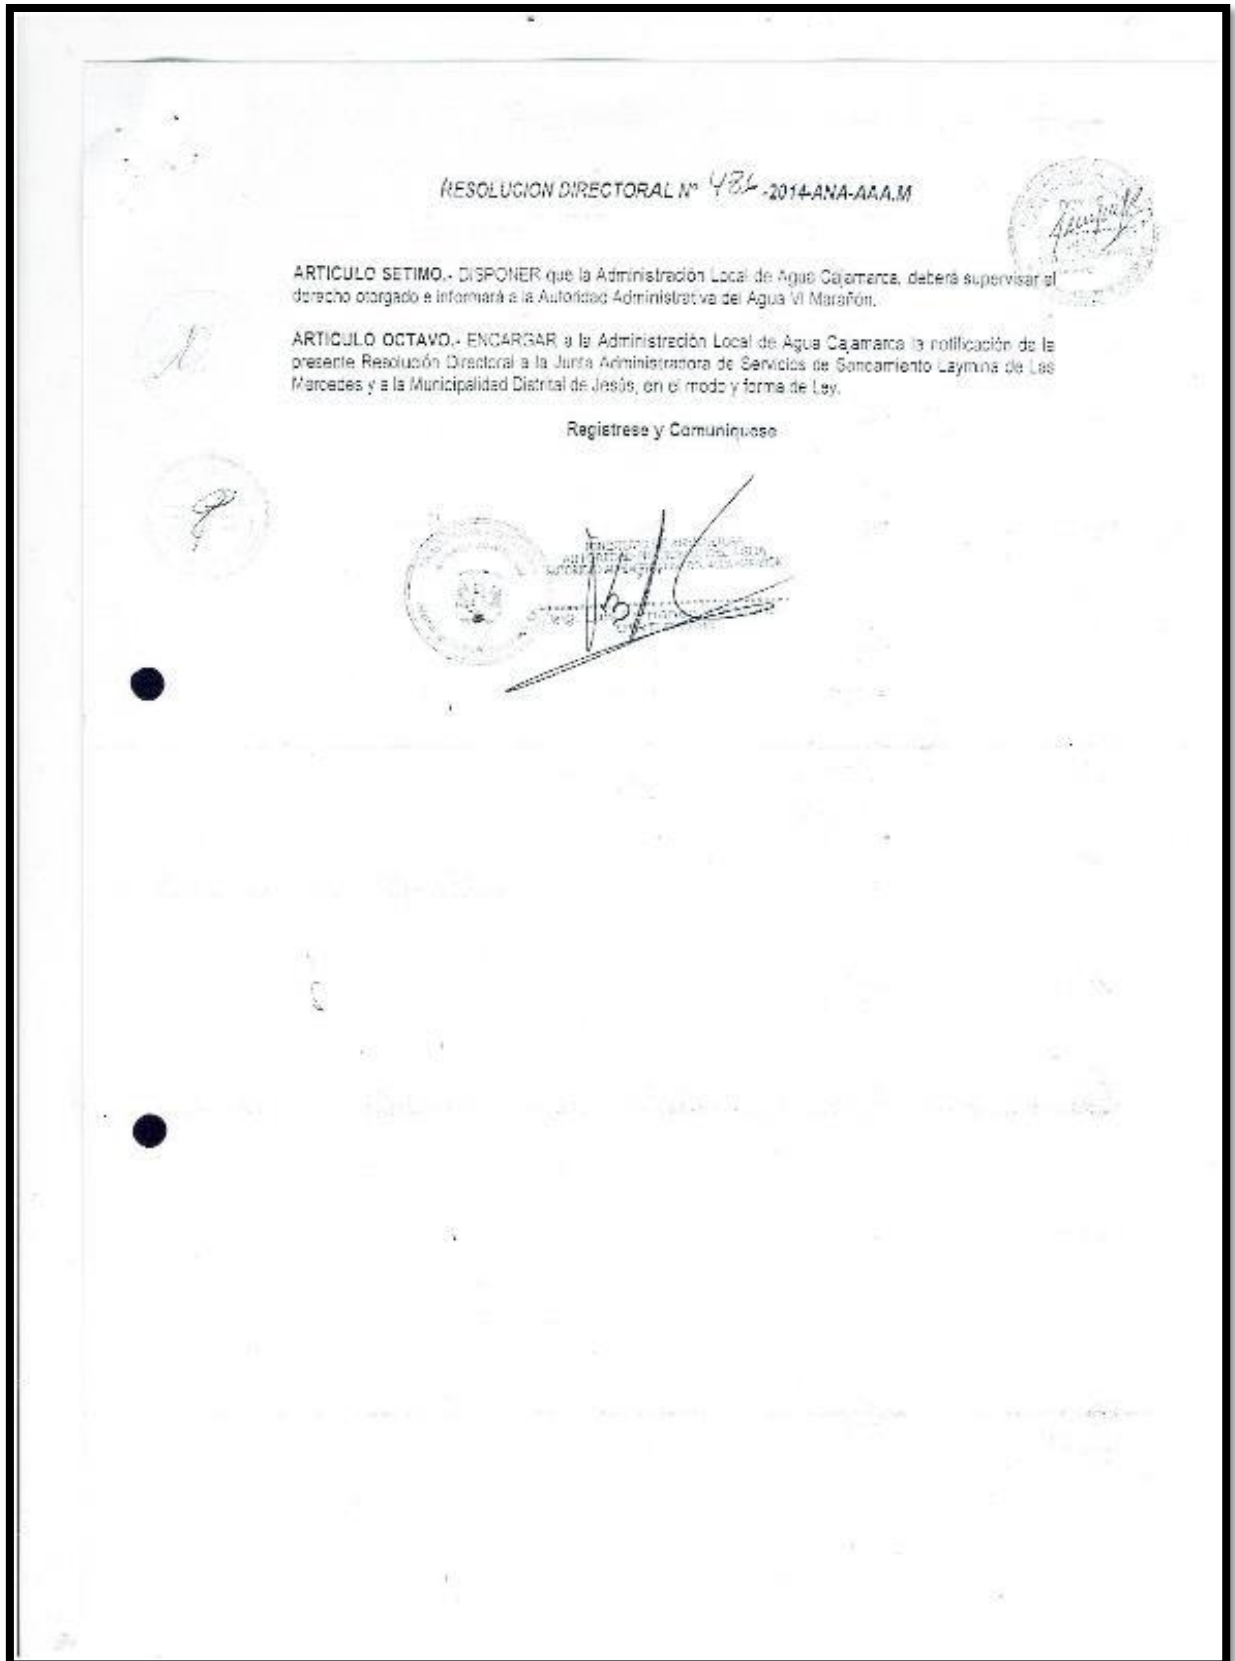 RESOLUCION DIRECTORAL Nº 486-2014-ANA-AAA.M
ARTICULO SETIMO.- DISPONER que la Administración Local de Agua Cajamarca, deberá supervisar el
derecho otorgado e informará a la Autoridad Administrativa del Agua VI Marañón.
ARTICULO OCTAVO.- ENCARGAR a la Administración Local de Agua Cajamarca la notificación de la
presente Resolución Directoral a la Junta Administradora de Servicios de Saneamiento Laymina de Las
Mercedes y a la Municipalidad Distrital de Jesús, en el modo y forma de Ley.
Regístrese y Comuníquese